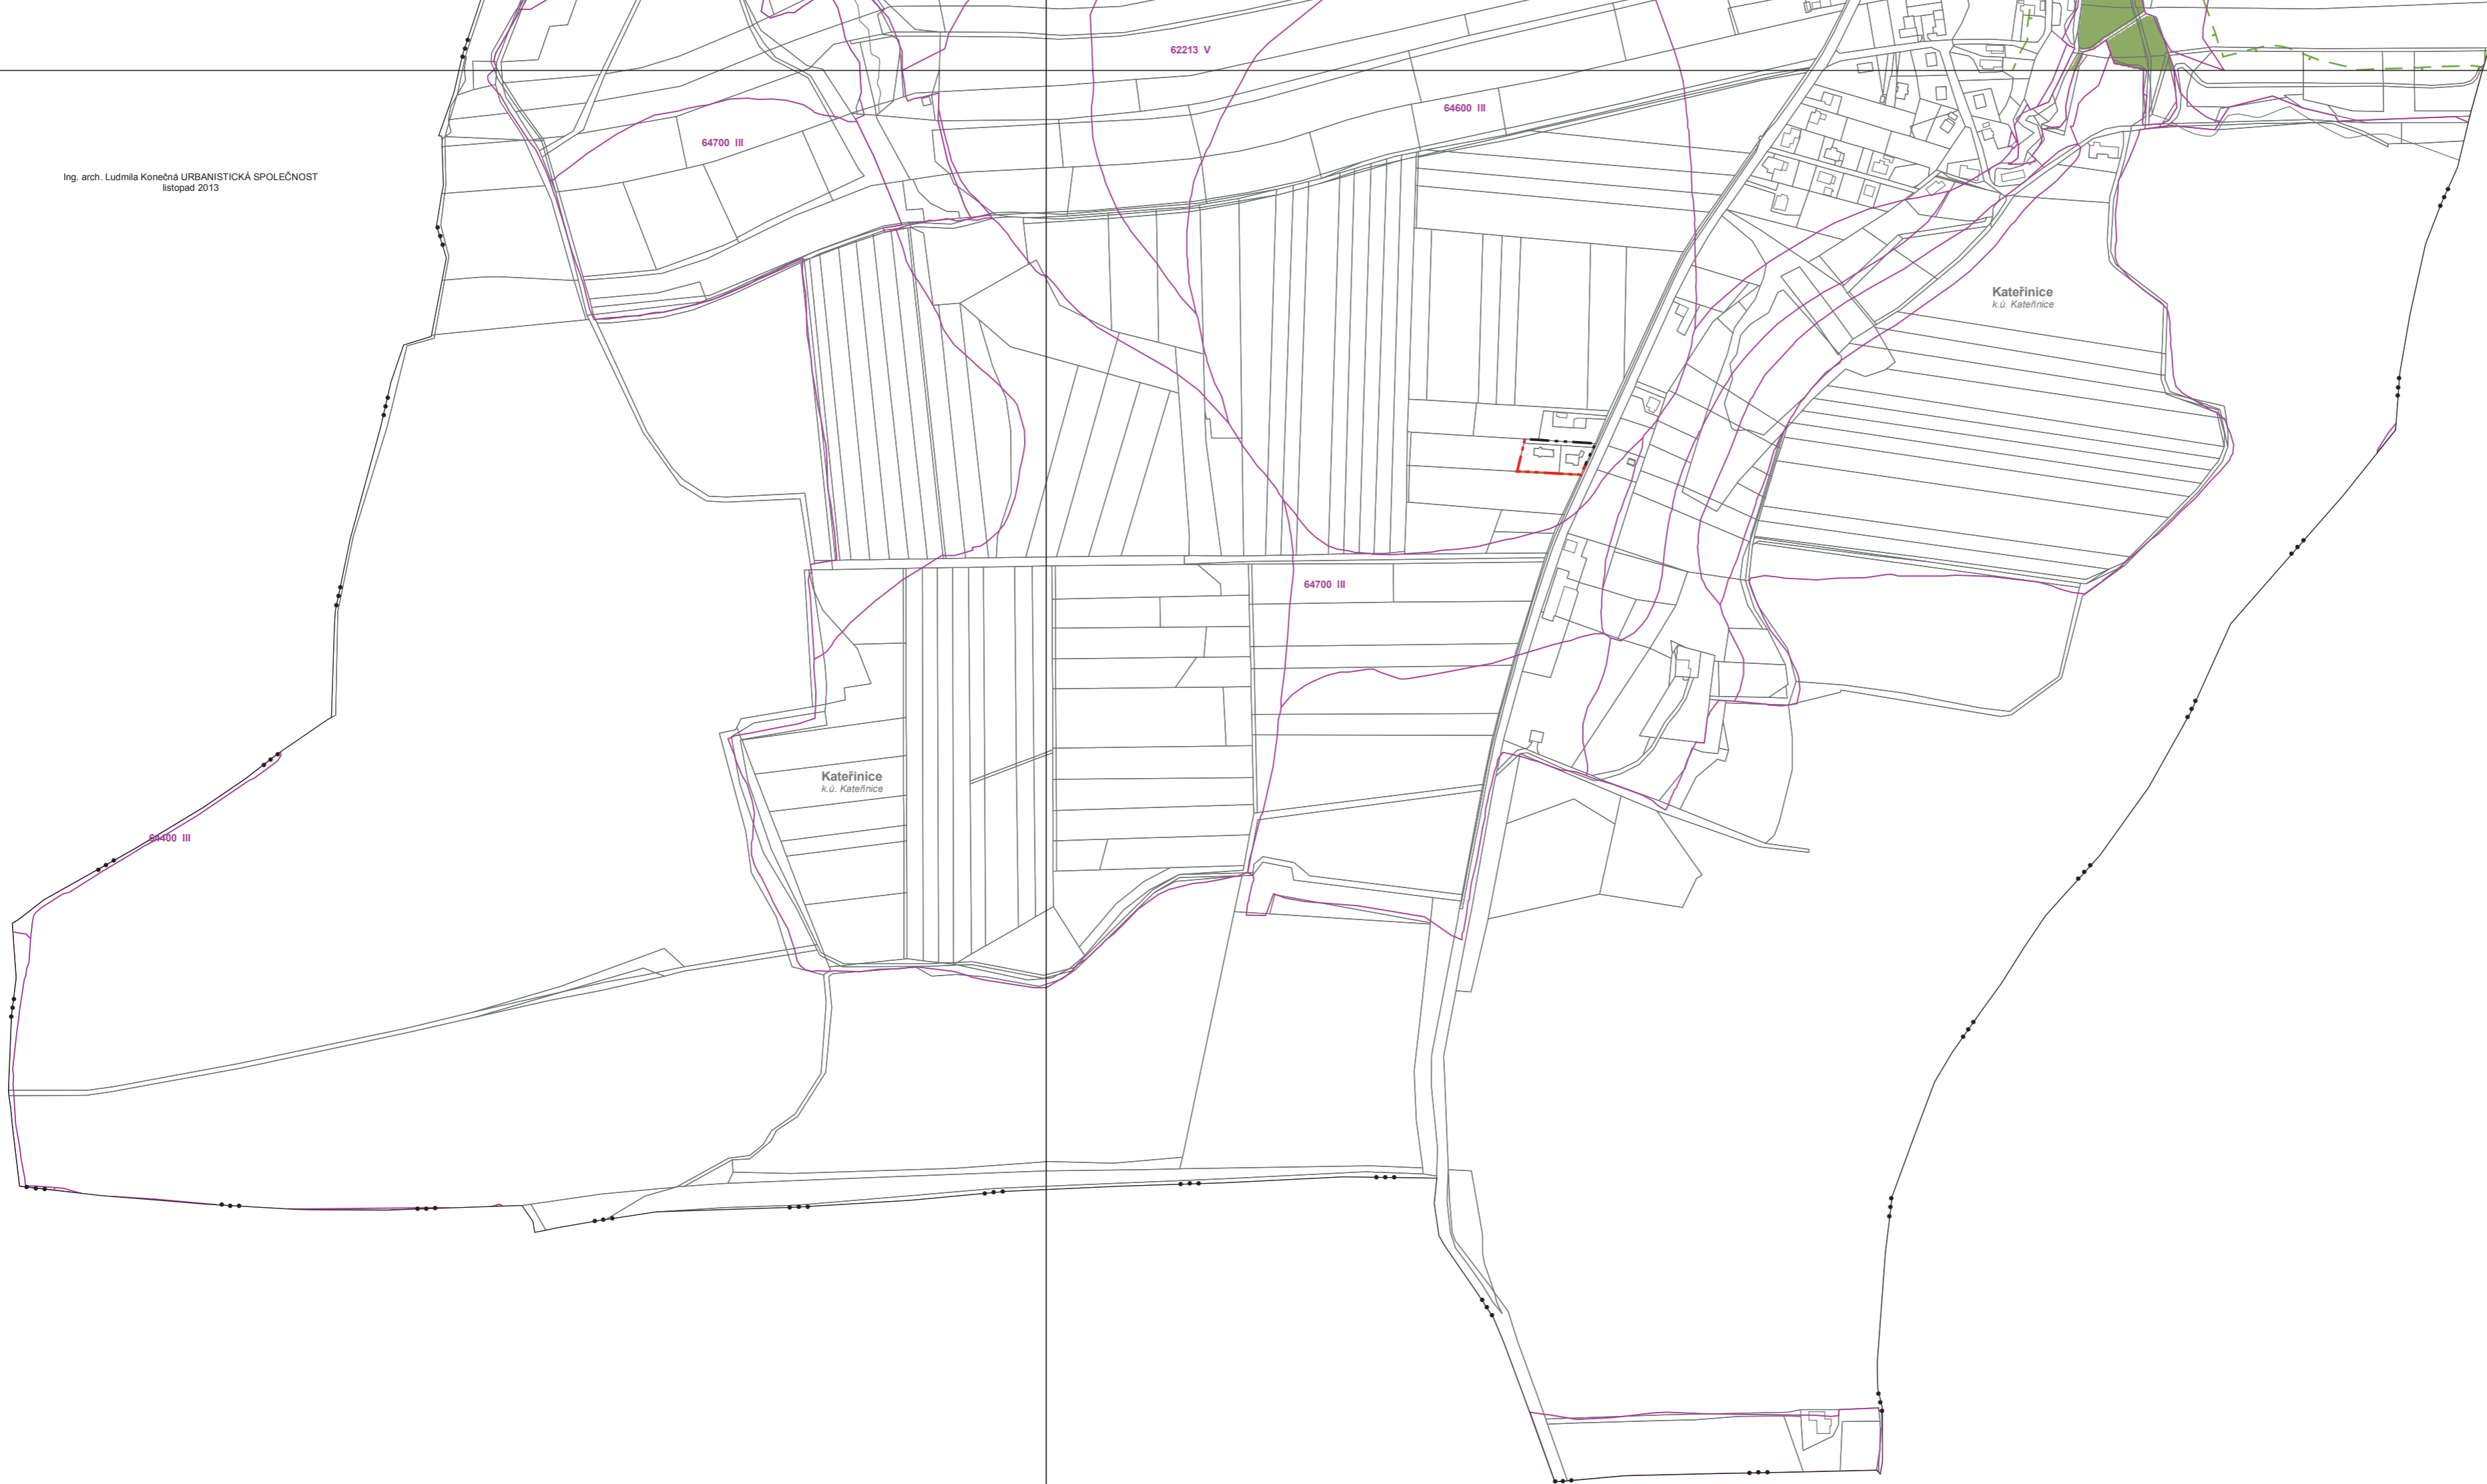 62213 V
64600 III
64700 III
Ing. arch. Ludmila Konečná URBANISTICKÁ SPOLEČNOST
listopad 2013
Kateřinice
k.ú. Kateřinice
64700 III
Kateřinice
k.ú. Kateřinice
64400 III